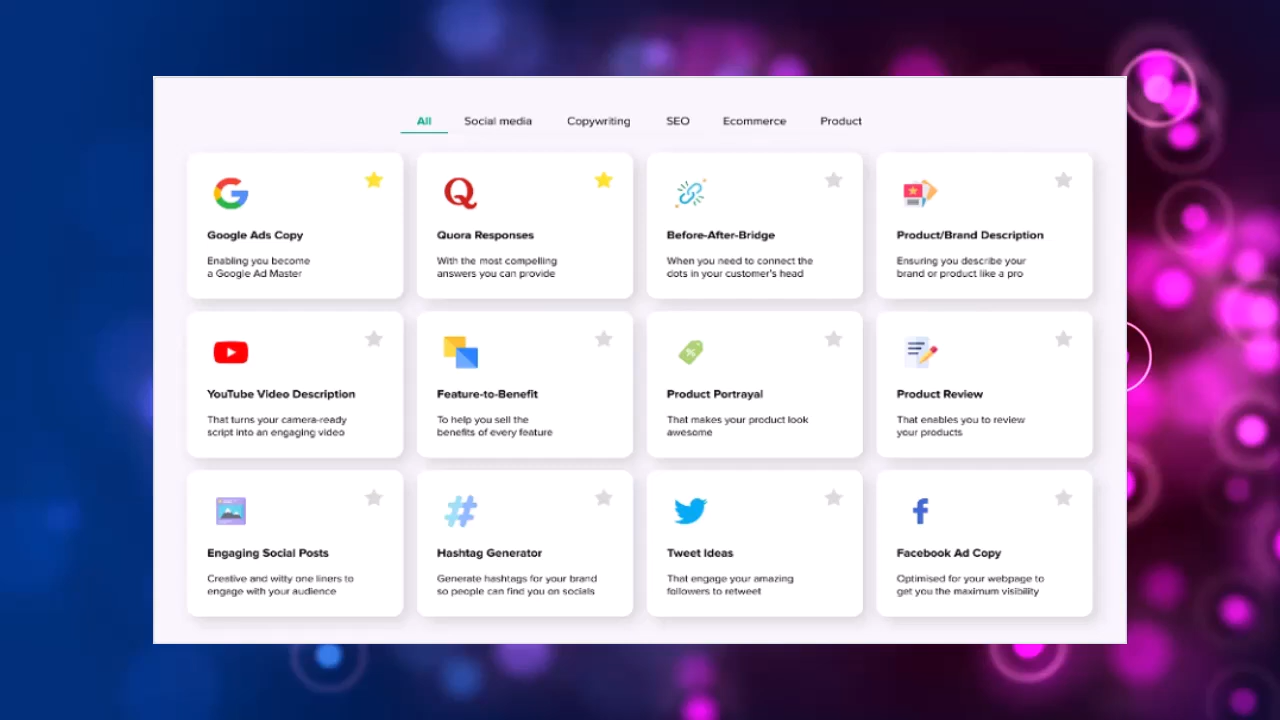 All Social media Copywriting SEO Ecommerce Product
Google Ads Copy
Enabling you become
a Google Ad Master
Quora Responses
With the most compelling
answers you can provide
Before-After-Bridge
When you need to connect the
dots in your customer's head
Product/Brand Description
Ensuring you describe your
brand or product like a pro
YouTube Video Description
That turns your camera-ready
script into an engaging video
Feature-to-Benefit
To help you sell the
benefits of every feature
Product Portrayal
That makes your product look
awesome
Product Review
That enables you to review
your products
Engaging Social Posts
Creative and witty one liners to
engage with your audience
Hashtag Generator
Generate hashtags for your brand
so people can find you on socials
Tweet Ideas
That engage your amazing
followers to retweet
Facebook Ad Copy
Optimised for your webpage to
get you the maximum visibility